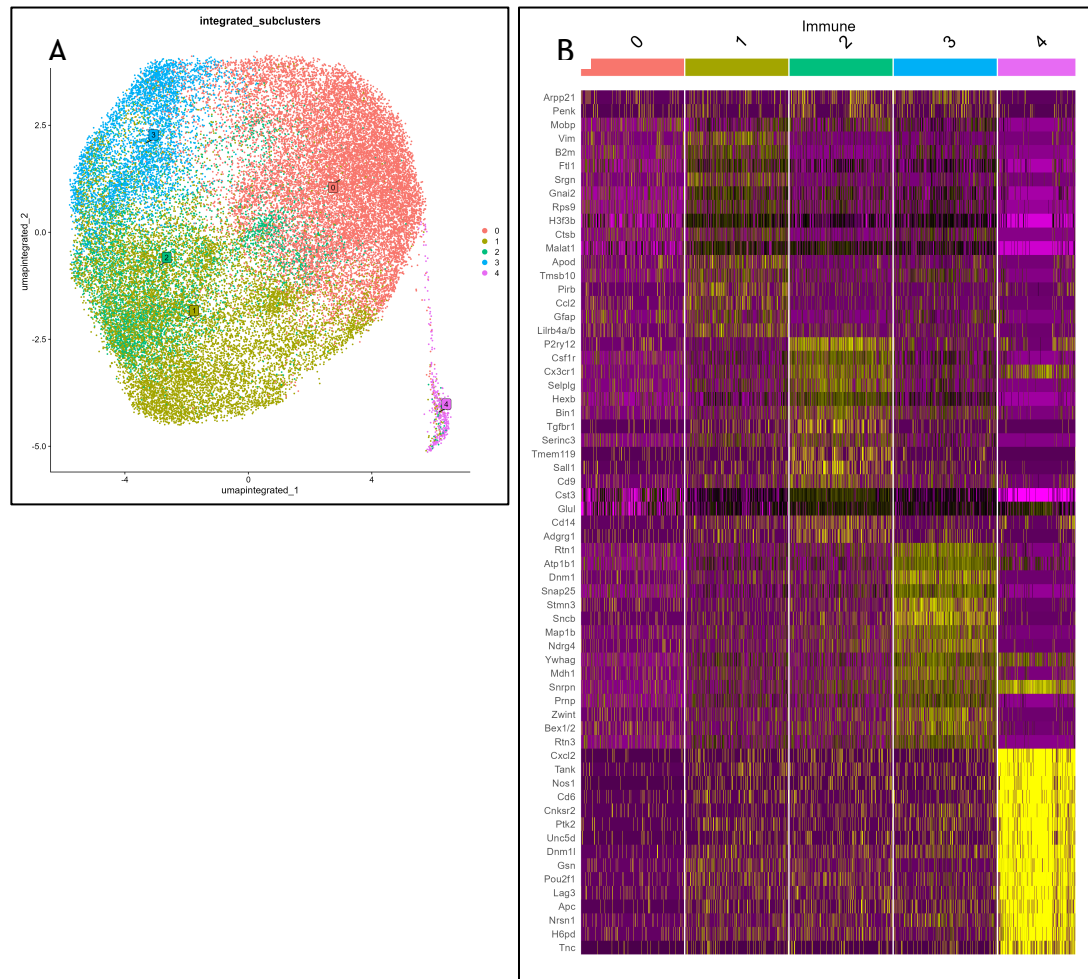 integrated_subclusters
A
2.5
0.0
-2.5
-5.0
umapintegrated_2
-4
0
4
umapintegrated_1
3
0
2
1
4
0
1
2
3
4
B
Immune
0
1
2
3
4
Arpp21
Penk
Mobp
Vim
B2m
Ftl1
Srgn
Gnai2
Rps9
H3f3b
Ctsb
Malat1
Apod
Tmsb10
Pirb
Ccl2
Gfap
Lilrb4a/b
P2ry12
Csf1r
Cx3cr1
Selplg
Hexb
Bin1
Tgfbr1
Serinc3
Tmem119
Sall1
Cd9
Cst3
Glul
Cd14
Adgrg1
Rtn1
Atp1b1
Dnm1
Snap25
Stmn3
Sncb
Map1b
Ndrg4
Ywhag
Mdh1
Snrpn
Prnp
Zwint
Bex1/2
Rtn3
Cxcl2
Tank
Nos1
Cd6
Cnksr2
Ptk2
Unc5d
Dnm1l
Gsn
Pou2f1
Lag3
Apc
Nrsn1
H6pd
Tnc